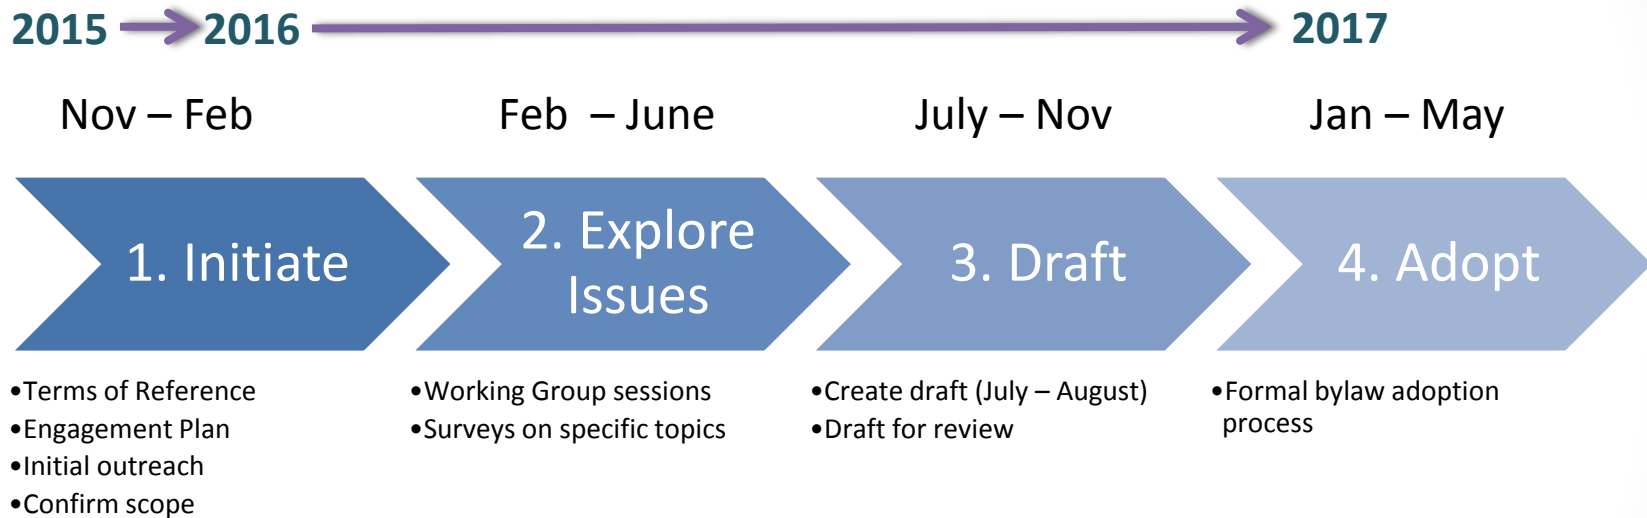 2015 2016 2017
Nov – Feb
Feb – June
July – Nov
Jan – May
1. Initiate
2. Explore
Issues
3. Draft
4. Adopt
•Terms of Reference
•Engagement Plan
•Initial outreach
•Confirm scope
•Working Group sessions
•Surveys on specific topics
•Create draft (July – August)
•Draft for review
•Formal bylaw adoption
process